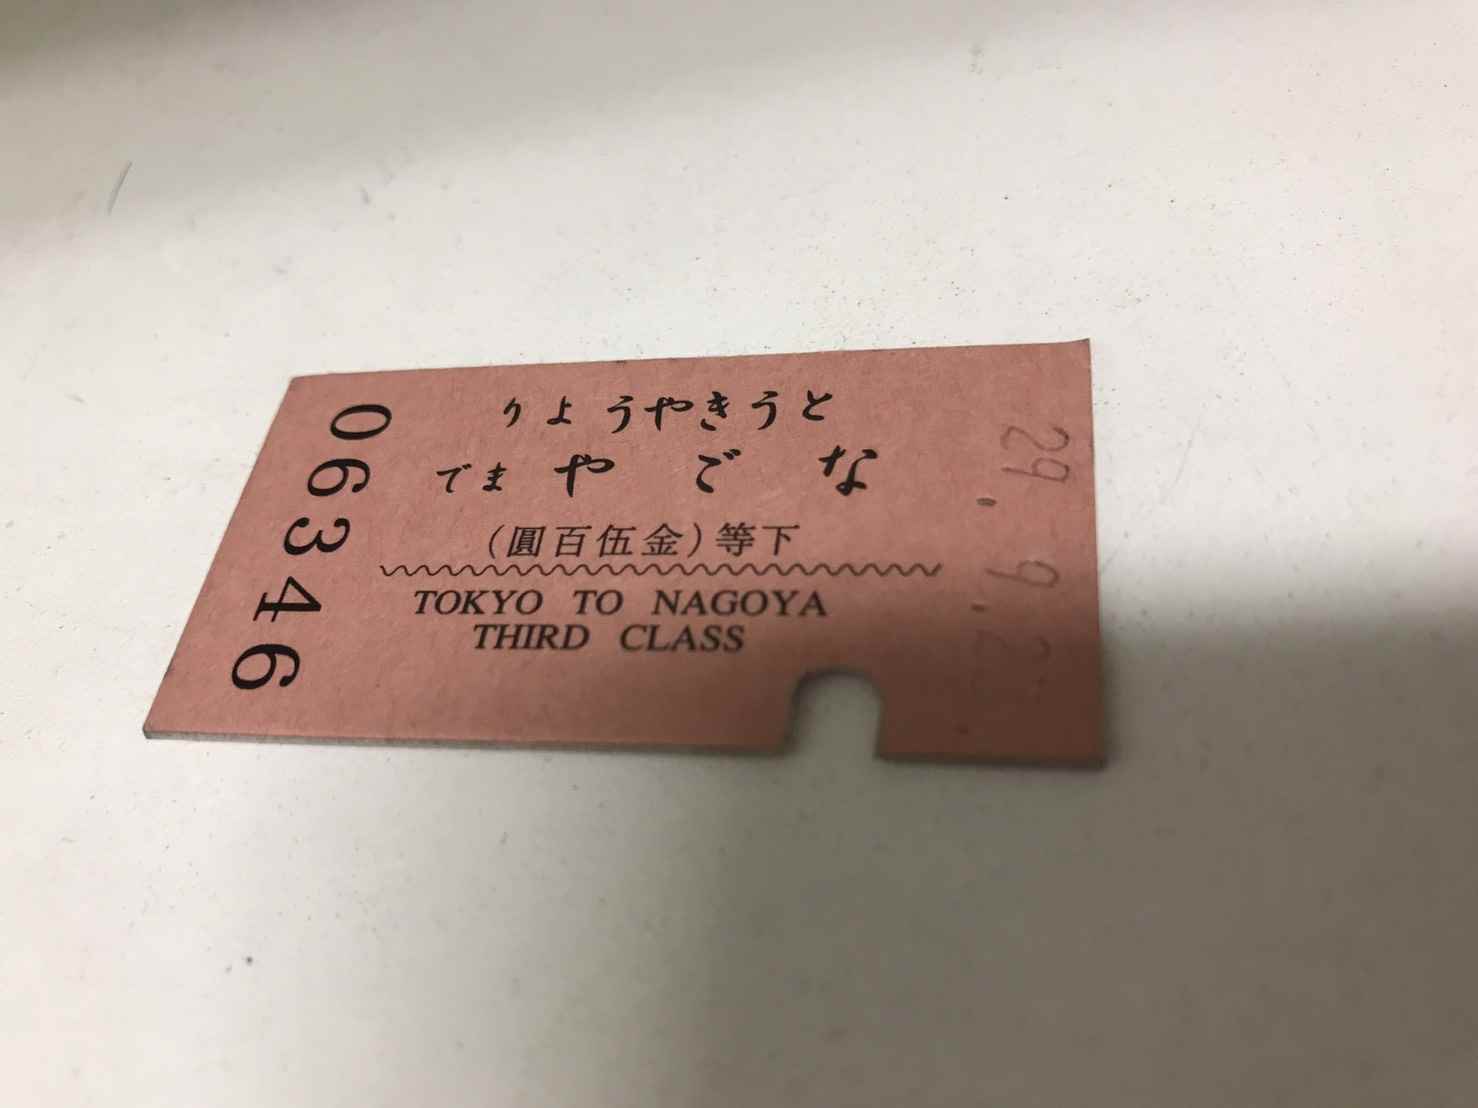 とうきやうより
なごやまで
下等(金伍百圓)
TOKYO TO NAGOYA
THIRD CLASS
06346
29. 9.